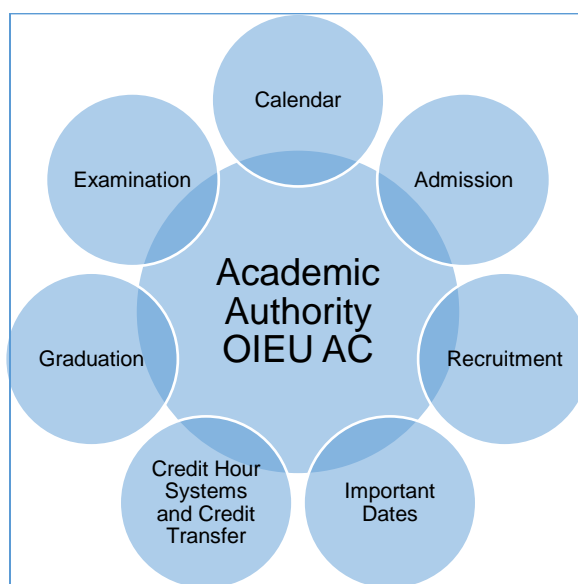 Calendar
Examination
Admission
Academic
Authority
OIEU AC
Graduation
Recruitment
Credit Hour
Systems
and Credit
Transfer
Important
Dates